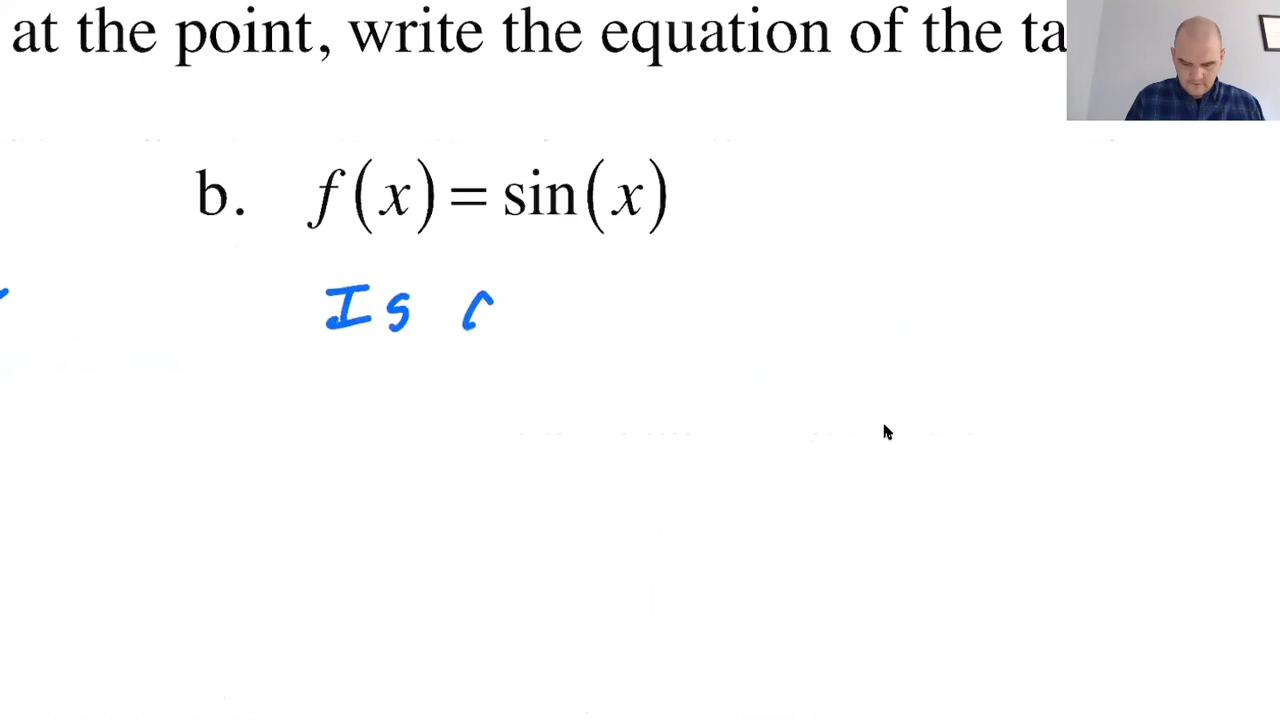 at the point, write the equation of the ta
b. f(x) = sin(x)
Is